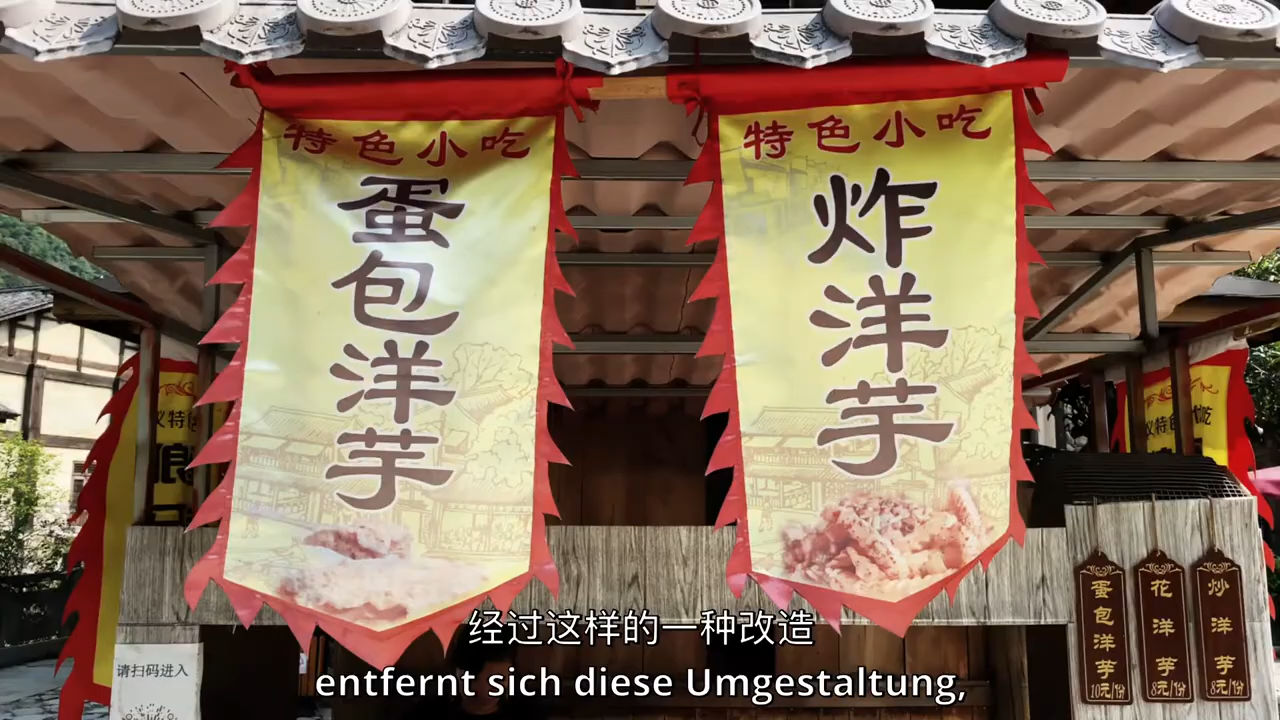 特色小吃
蛋包洋芋
特色小吃
炸洋芋
蛋包洋芋
10元/份
花洋芋
8元/份
炒洋芋
8元/份
请扫码进入
经过这样的一种改造
entfernt sich diese Umgestaltung,